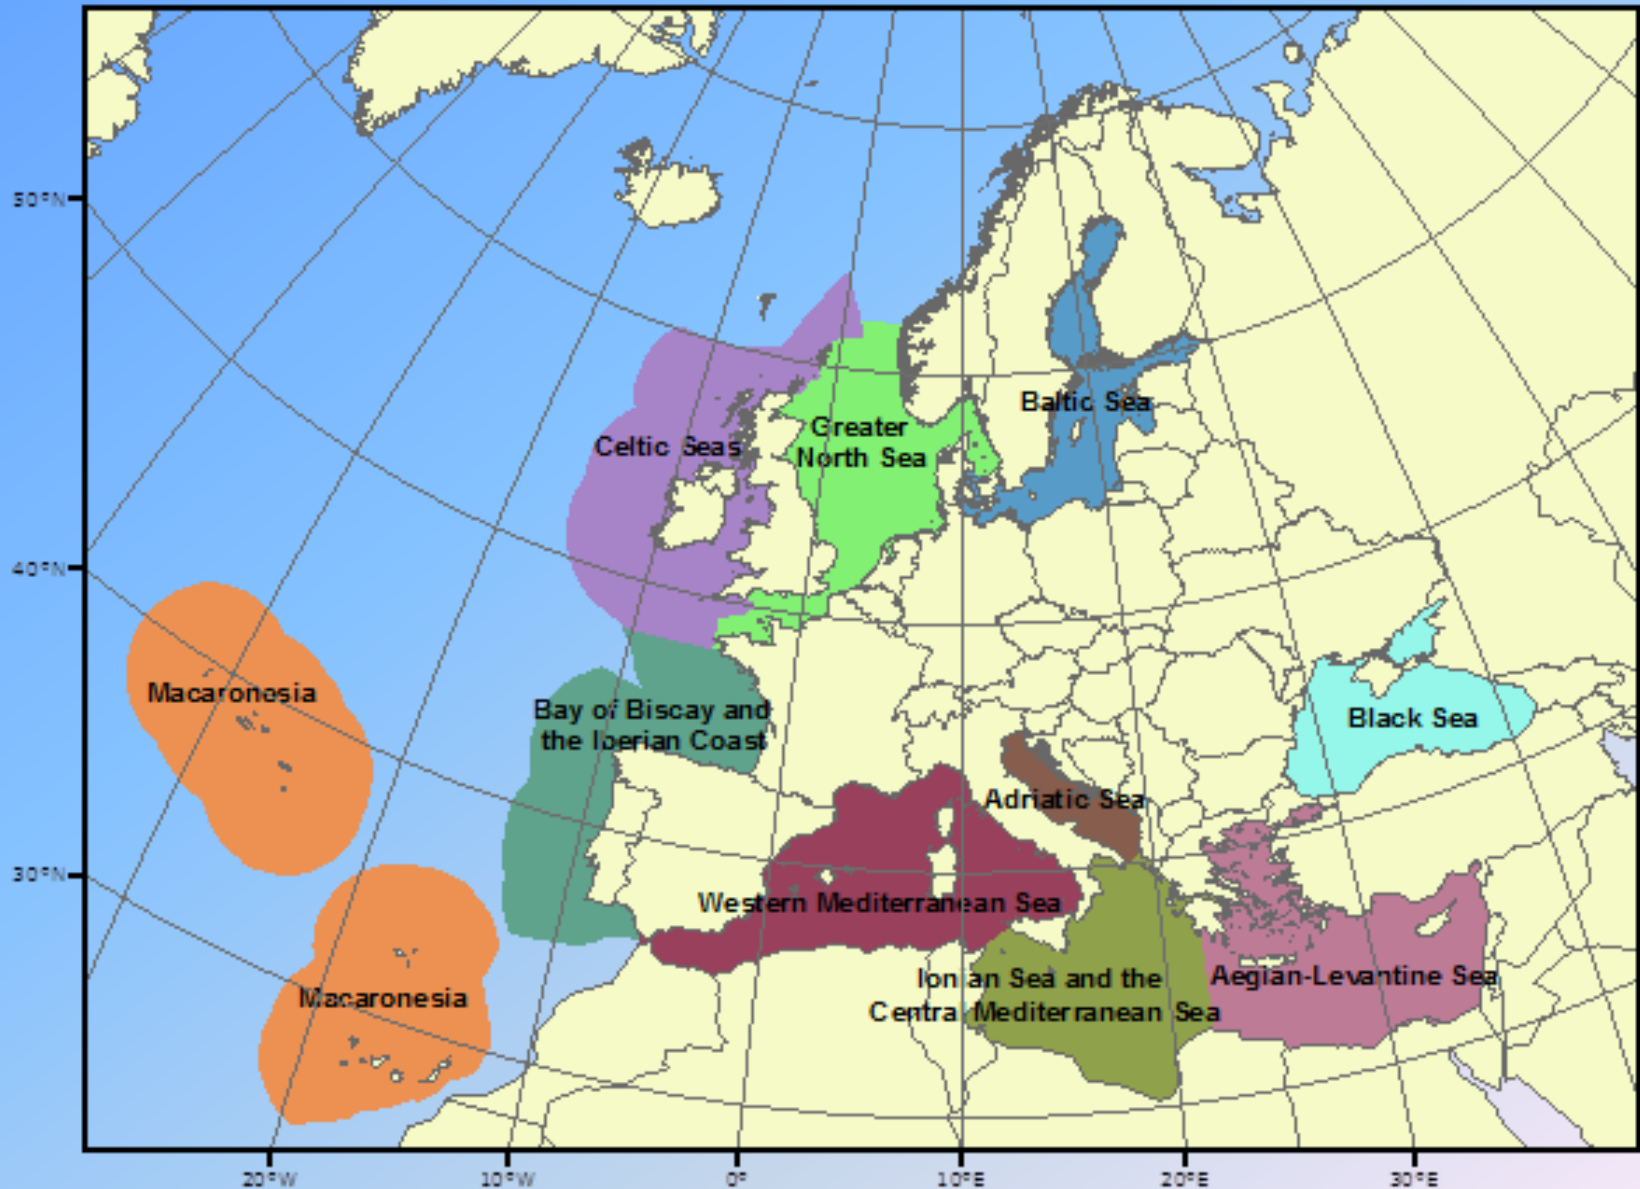 50°N
40°N
30°N
20°W
10°W
0°
10°E
20°E
30°E
Baltic Sea
Greater
North Sea
Celtic Seas
Macaronesia
Bay of Biscay and
the Iberian Coast
Black Sea
Adriatic Sea
Western Mediterranean Sea
Ionian Sea and the
Central Mediterranean Sea
Aegian-Levantine Sea
Macaronesia